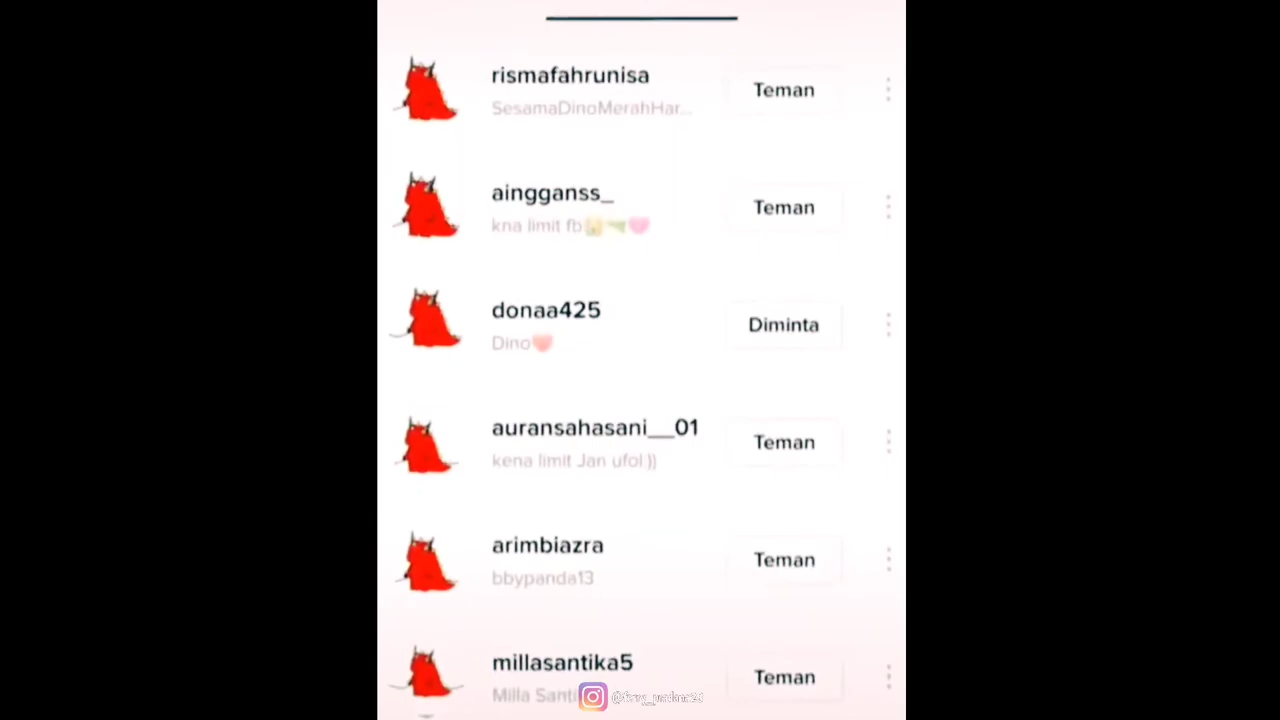 rismafahrunisa
SesamaDinoMerahHar...
Teman
aingganss_
kna limit fb
Teman
donaa425
Dino
Diminta
auransahasani__01
kena limit Jan ufol ))
Teman
arimbiazra
bbypanda13
Teman
millasantika5
Milla Santi
Teman